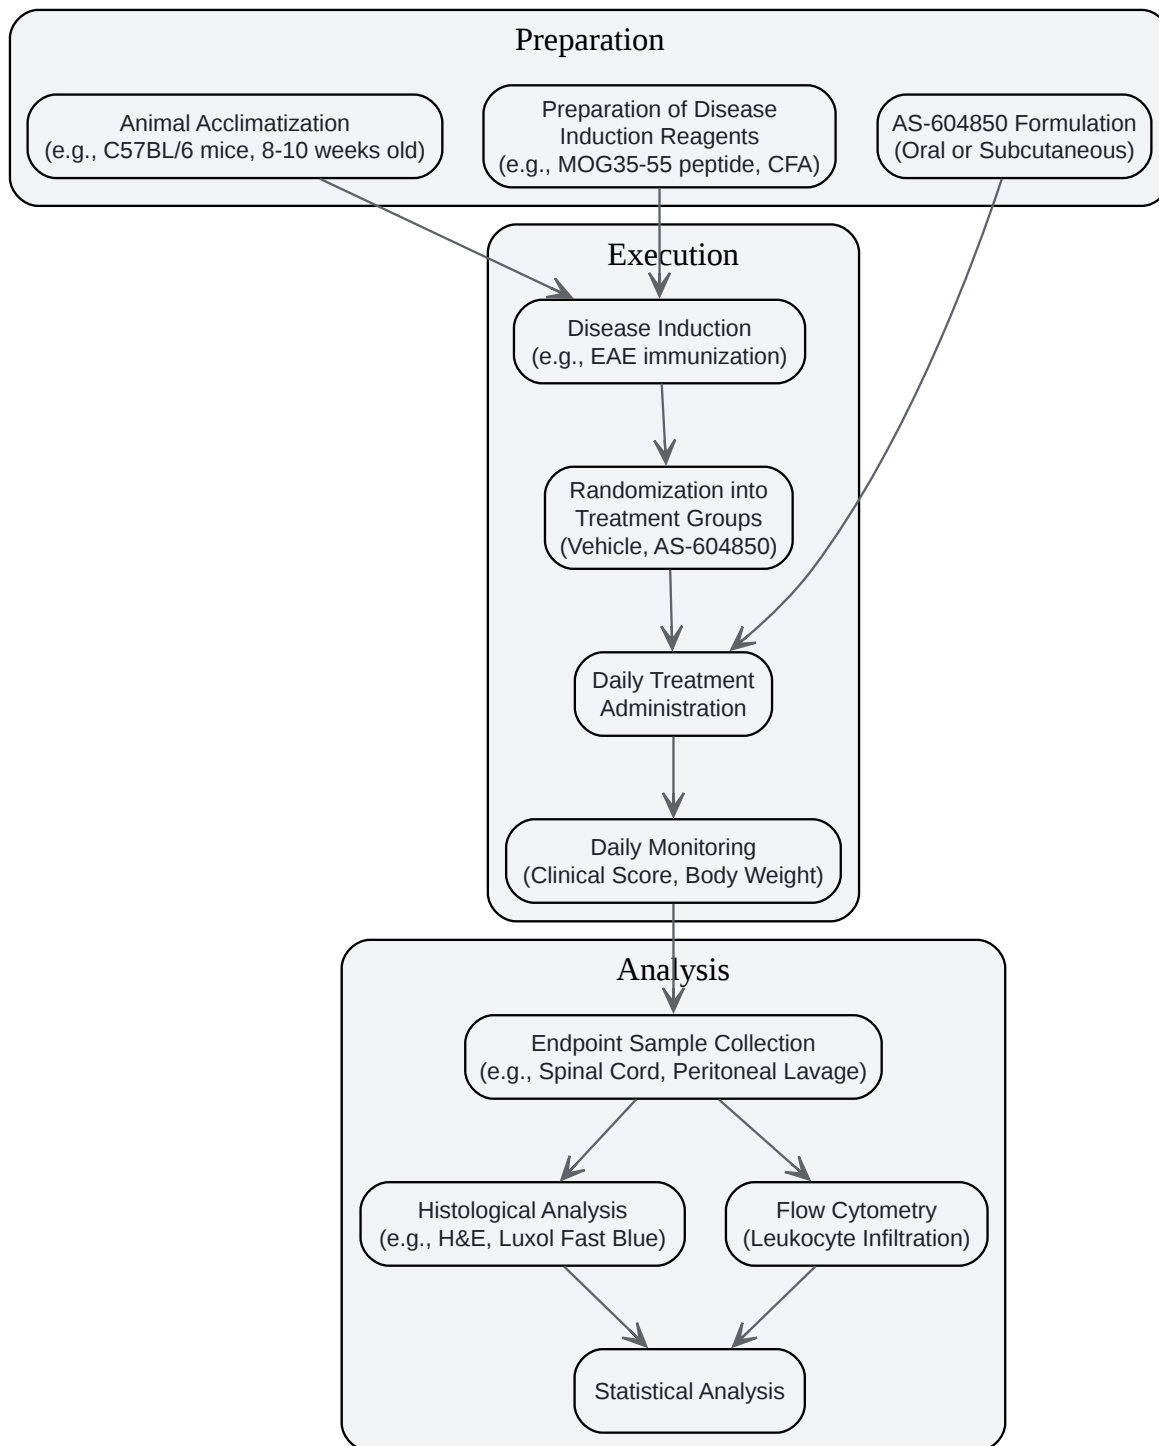 Preparation
Animal Acclimatization
(e.g., C57BL/6 mice, 8-10 weeks old)
Preparation of Disease
Induction Reagents
(e.g., MOG35-55 peptide, CFA)
AS-604850 Formulation
(Oral or Subcutaneous)
Execution
Disease Induction
(e.g., EAE immunization)
Randomization into
Treatment Groups
(Vehicle, AS-604850)
Daily Treatment
Administration
Daily Monitoring
(Clinical Score, Body Weight)
Analysis
Endpoint Sample Collection
(e.g., Spinal Cord, Peritoneal Lavage)
Histological Analysis
(e.g., H&E, Luxol Fast Blue)
Flow Cytometry
(Leukocyte Infiltration)
Statistical Analysis